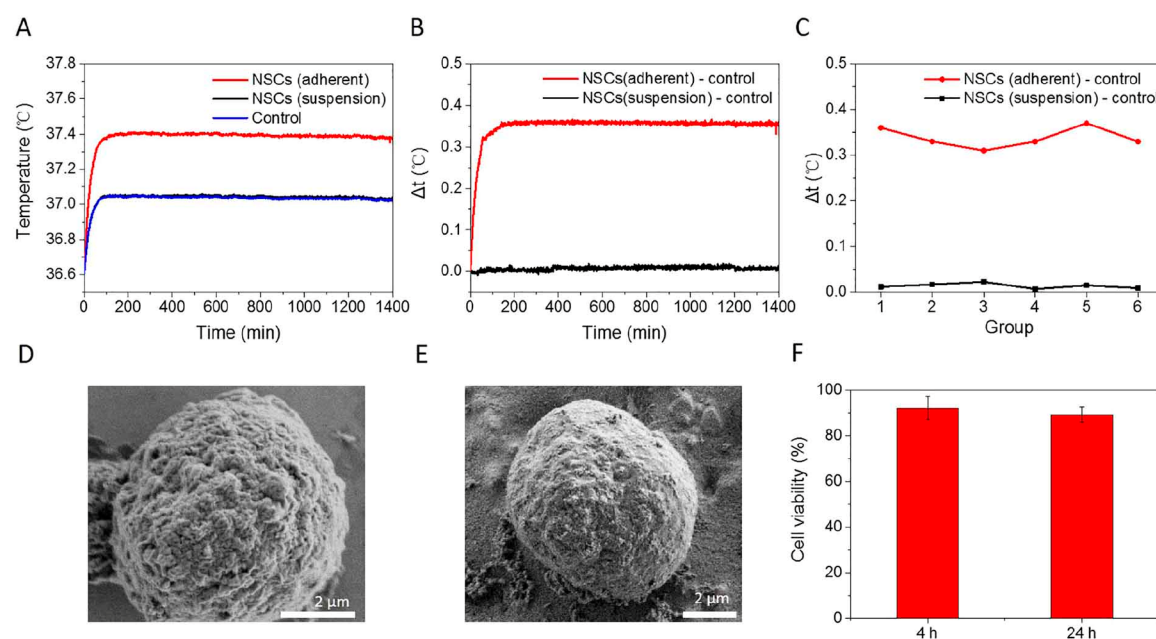 A
37.8
37.6
37.4
37.2
37.0
36.8
36.6
Temperature (℃)
NSCs (adherent)
NSCs (suspension)
Control
0 200 400 600 800 1000 1200 1400
Time (min)
B
0.5
0.4
0.3
0.2
0.1
0.0
Δt (℃)
NSCs(adherent) - control
NSCs(suspension) - control
0 200 400 600 800 1000 1200 1400
Time (min)
C
0.5
0.4
0.3
0.2
0.1
0.0
Δt (℃)
NSCs (adherent) - control
NSCs (suspension) - control
1 2 3 4 5 6
Group
D
2 μm
E
2 μm
F
100
80
60
40
20
0
Cell viability (%)
4 h 24 h